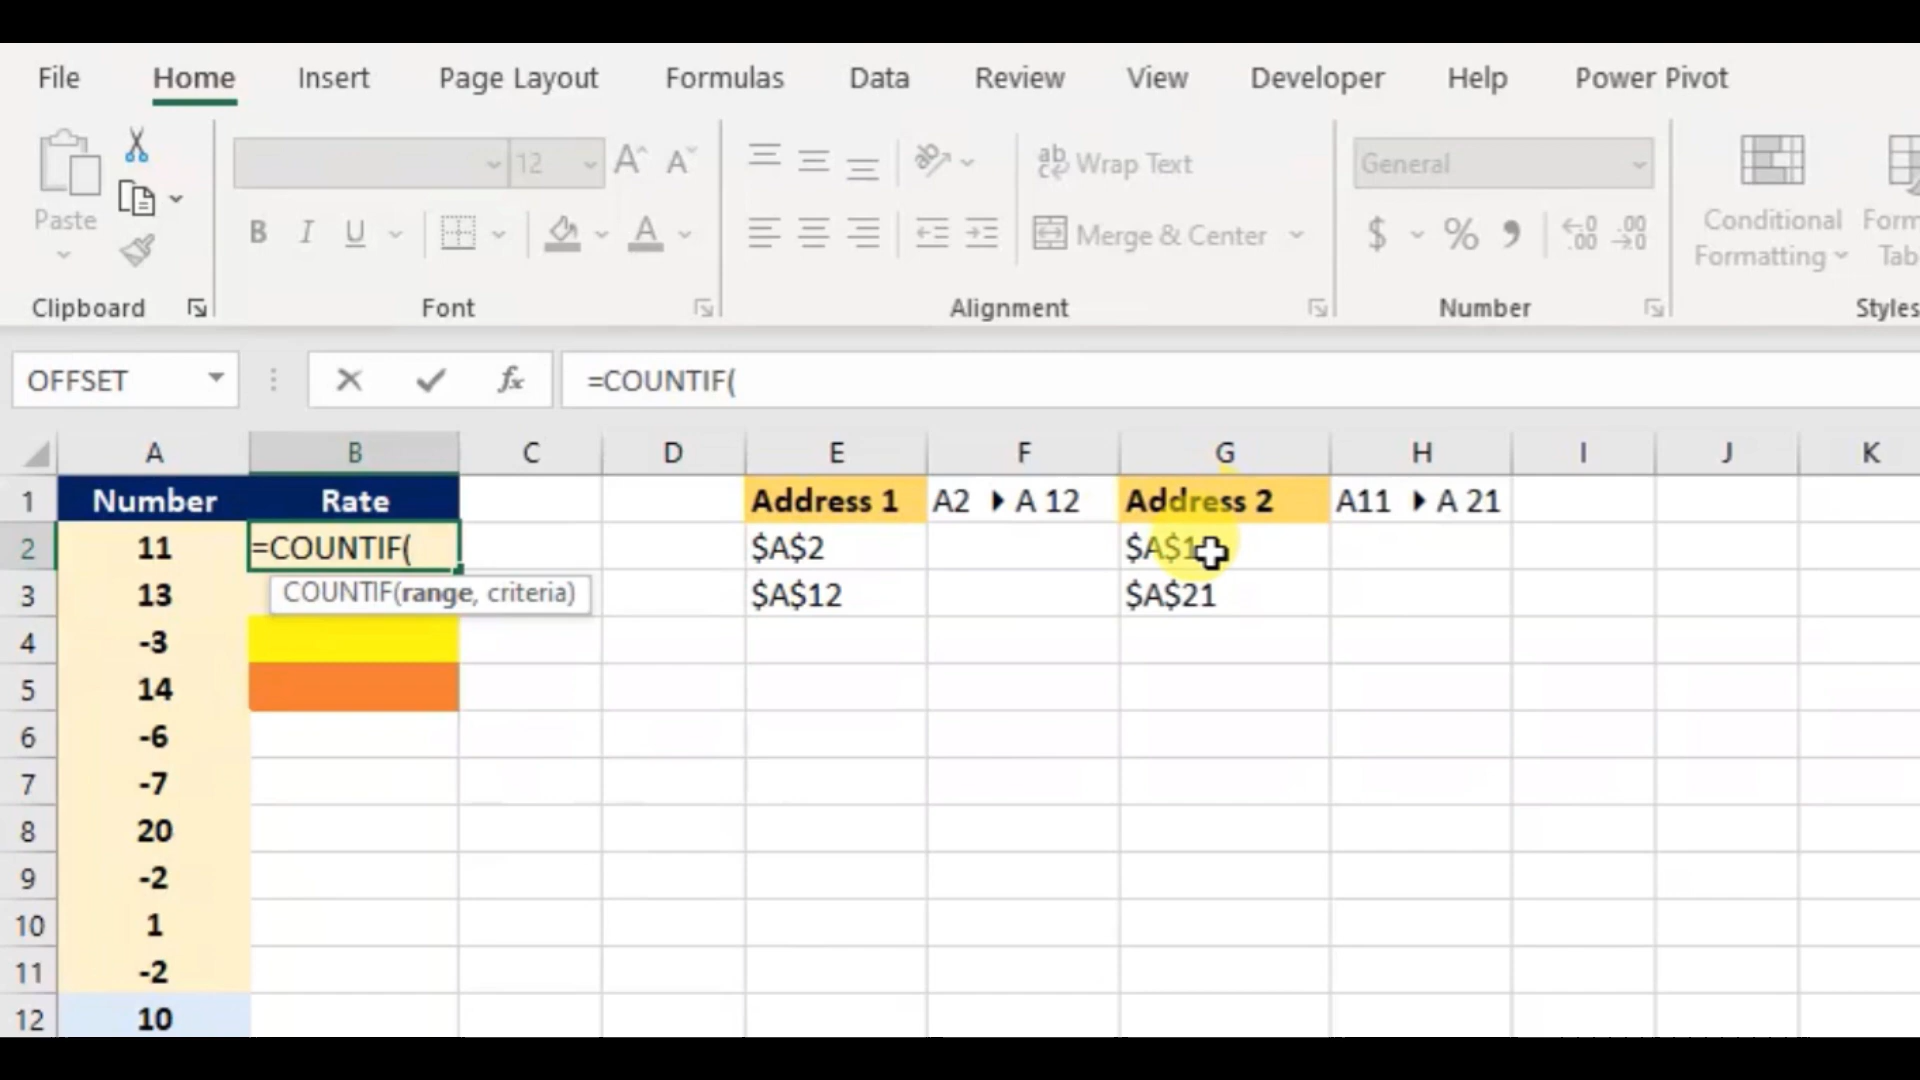 File Home Insert Page Layout Formulas Data Review View Developer Help Power Pivot
12 A A ab Wrap Text General
Paste Conditional
B I U A Merge & Center $ % Formatting
Clipboard Font Alignment Number Styles
OFFSET fx =COUNTIF(
A B C D E F G H I J K
1 Number Rate Address 1 A2 A 12 Address 2 A11 A 21
2 11 =COUNTIF( $A$2
3 13 COUNTIF(range, criteria) $A$12 $A$21
4 -3
5 14
6 -6
7 -7
8 20
9 -2
10 1
11 -2
12 10